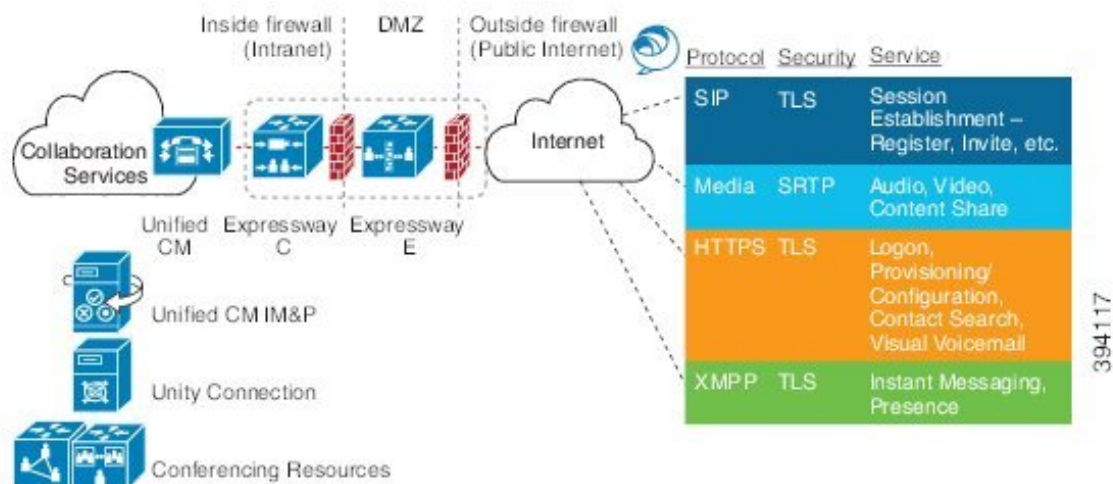 Inside firewall
(Intranet)
DMZ
Outside firewall
(Public Internet)
Protocol Security Service
SIP TLS Session
Establishment –
Register, Invite, etc.
Media SRTP Audio, Video,
Content Share
HTTPS TLS Logon,
Provisioning/
Configuration,
Contact Search,
Visual Voicemail
XMPP TLS Instant Messaging,
Presence
Collaboration
Services
Internet
Unified
CM
Expressway
C
Expressway
E
Unified CM IM&P
Unity Connection
Conferencing Resources
394117